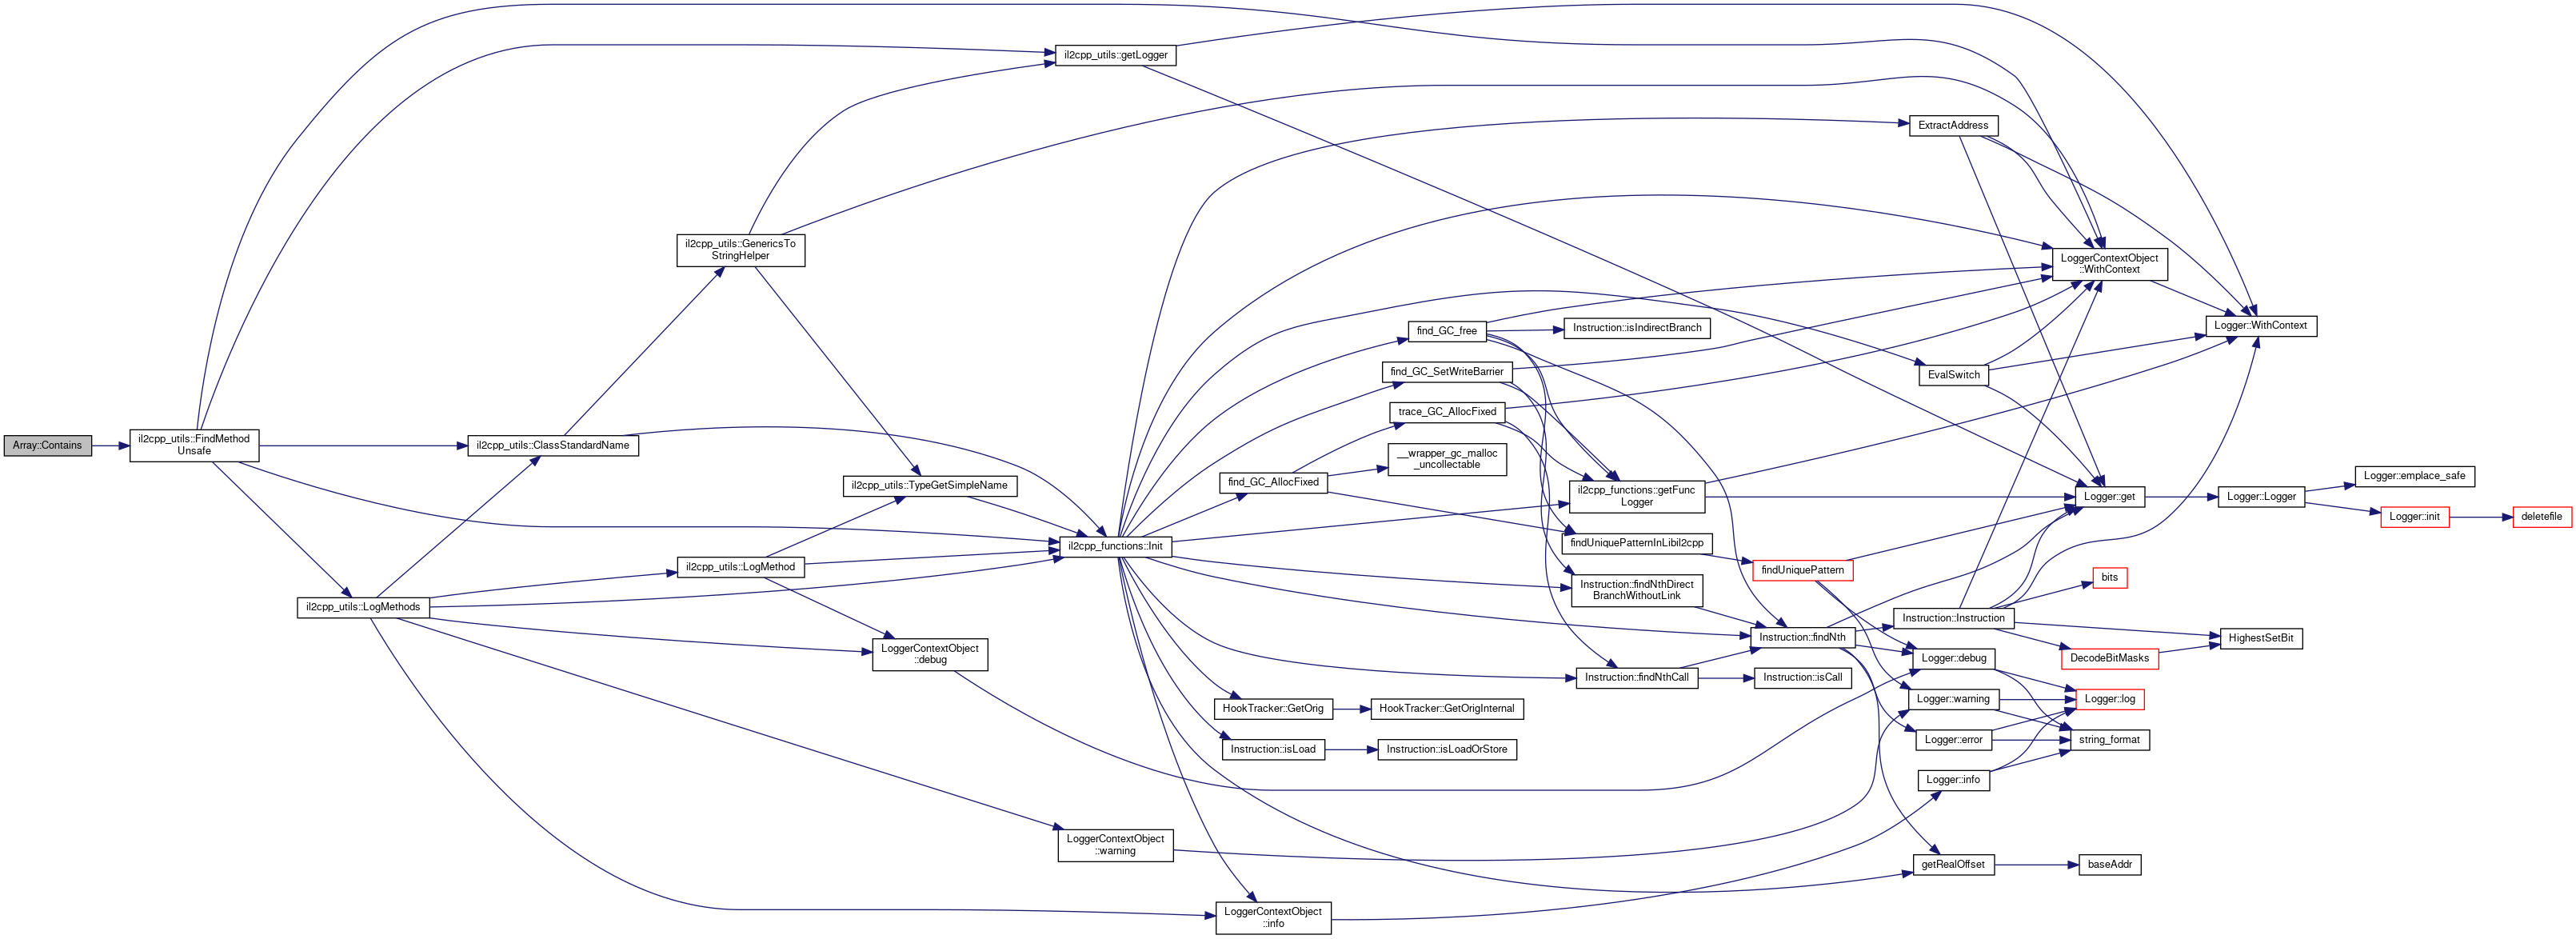 Array::Contains
il2cpp_utils::FindMethod
Unsafe
il2cpp_utils::LogMethods
il2cpp_utils::ClassStandardName
il2cpp_utils::GenericsTo
StringHelper
il2cpp_utils::LogMethod
il2cpp_utils::TypeGetSimpleName
LoggerContextObject
::debug
il2cpp_utils::getLogger
il2cpp_functions::Init
LoggerContextObject
::warning
LoggerContextObject
::info
find_GC_AllocFixed
HookTracker::GetOrig
Instruction::isLoad
find_GC_free
find_GC_SetWriteBarrier
trace_GC_AllocFixed
__wrapper_gc_malloc
_uncollectable
Instruction::isIndirectBranch
il2cpp_functions::getFunc
Logger
findUniquePatternInLibil2cpp
Instruction::findNthDirect
BranchWithoutLink
Instruction::findNthCall
HookTracker::GetOrigInternal
Instruction::isLoadOrStore
findUniquePattern
Instruction::findNth
Instruction::isCall
ExtractAddress
EvalSwitch
Instruction::Instruction
Logger::debug
Logger::warning
Logger::error
Logger::info
getRealOffset
LoggerContextObject
::WithContext
Logger::get
bits
DecodeBitMasks
Logger::log
string_format
baseAddr
Logger::WithContext
Logger::Logger
HighestSetBit
Logger::emplace_safe
Logger::init
deletefile